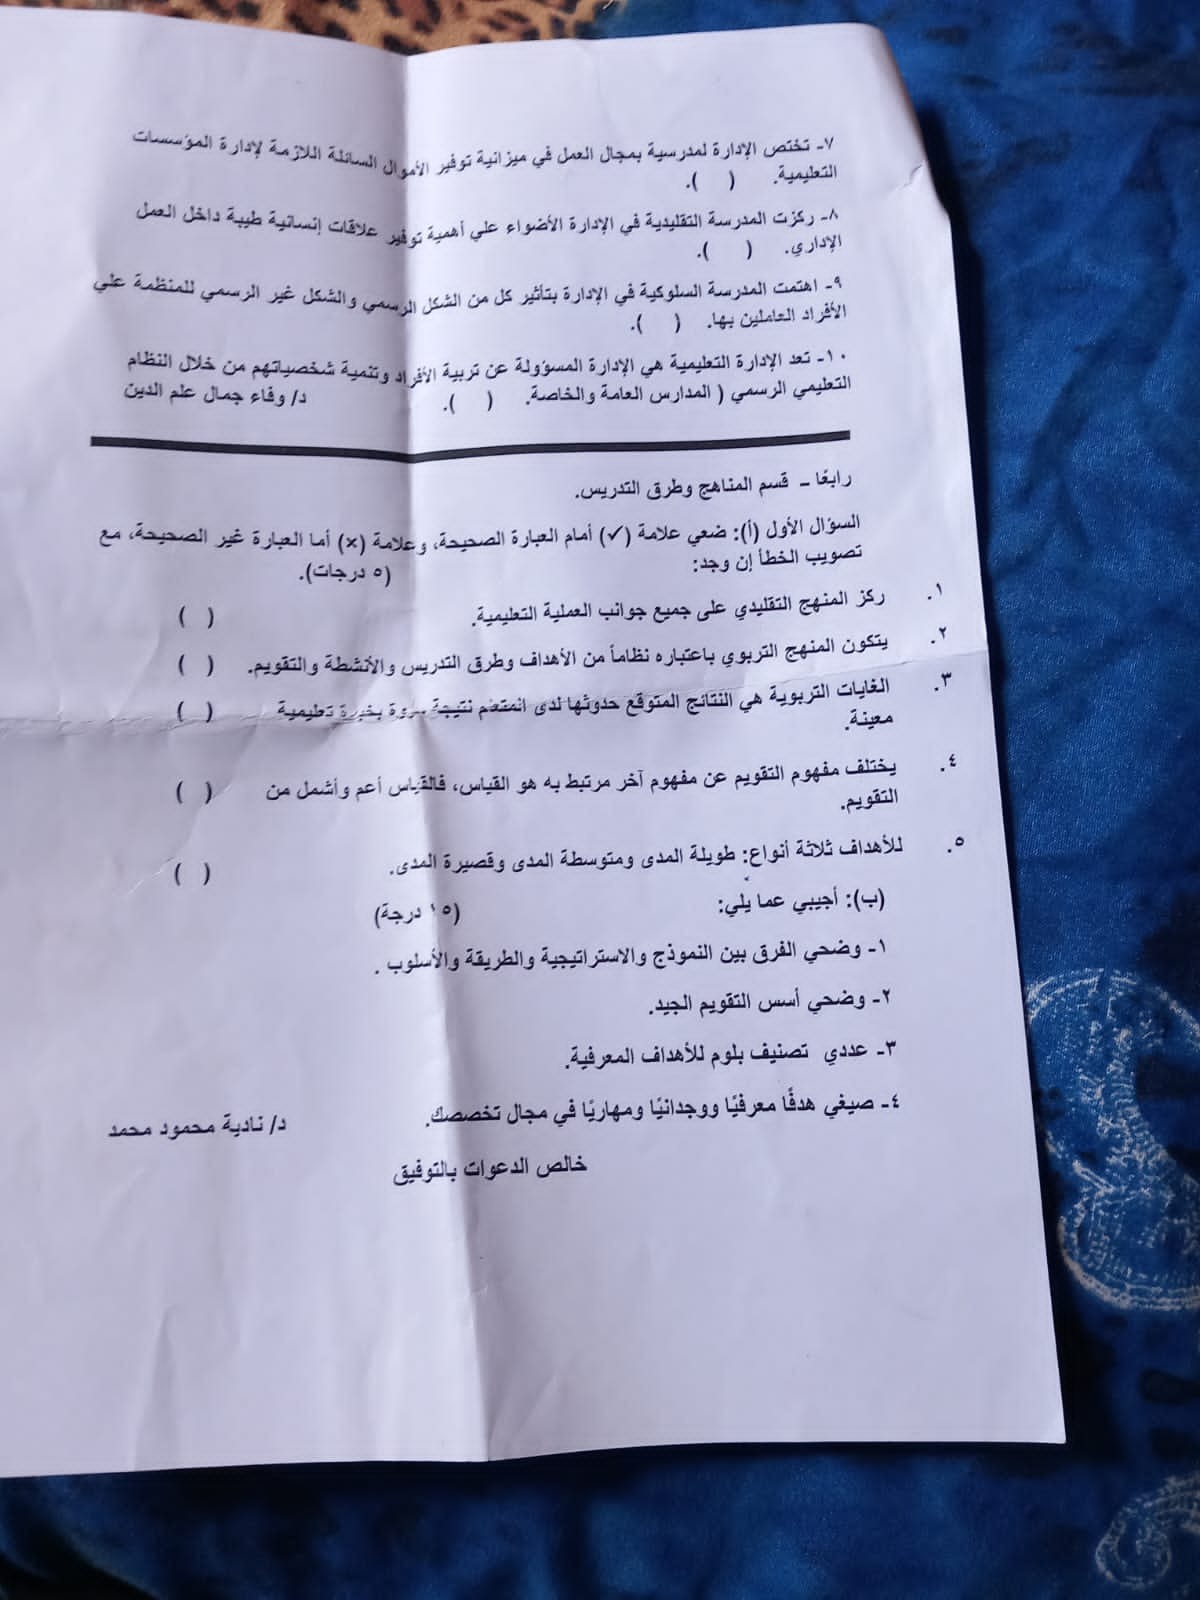 ٧- تختص الإدارة لمدرسية بمجال العمل في ميزانية توفير الأموال السائلة اللازمة لإدارة المؤسسات
التعليمية. ( ).
٨- ركزت المدرسة التقليدية في الإدارة الأضواء علي أهمية توفير علاقات إنسانية طيبة داخل العمل
الإداري. ( ).
٩- اهتمت المدرسة السلوكية في الإدارة بتأثير كل من الشكل الرسمي والشكل غير الرسمي للمنظمة علي
الأفراد العاملين بها. ( ).
١٠- تعد الإدارة التعليمية هي الإدارة المسؤولة عن تربية الأفراد وتنمية شخصياتهم من خلال النظام
التعليمي الرسمي ( المدارس العامة والخاصة. ( ). د/ وفاء جمال علم الدين
رابعًا – قسم المناهج وطرق التدريس.
السؤال الأول (أ): ضعي علامة (✓) أمام العبارة الصحيحة، وعلامة (×) أما العبارة غير الصحيحة، مع
تصويب الخطأ إن وجد: (٥ درجات).
١. ركز المنهج التقليدي على جميع جوانب العملية التعليمية. ( )
٢. يتكون المنهج التربوي باعتباره نظاماً من الأهداف وطرق التدريس والأنشطة والتقويم. ( )
٣. الغايات التربوية هي النتائج المتوقع حدوثها لدى المتعلم نتيجة بخبرة تعليمية ( )
معينة.
٤. يختلف مفهوم التقويم عن مفهوم آخر مرتبط به هو القياس، فالقياس أعم وأشمل من ( )
التقويم.
٥. للأهداف ثلاثة أنواع: طويلة المدى ومتوسطة المدى وقصيرة المدى. ( )
(ب): أجيبي عما يلي: (١٥ درجة)
١- وضحي الفرق بين النموذج والاستراتيجية والطريقة والأسلوب .
٢- وضحي أسس التقويم الجيد.
٣- عددي تصنيف بلوم للأهداف المعرفية.
٤- صيغي هدفًا معرفيًا ووجدانيًا ومهاريًا في مجال تخصصك. د/ نادية محمود محمد
خالص الدعوات بالتوفيق